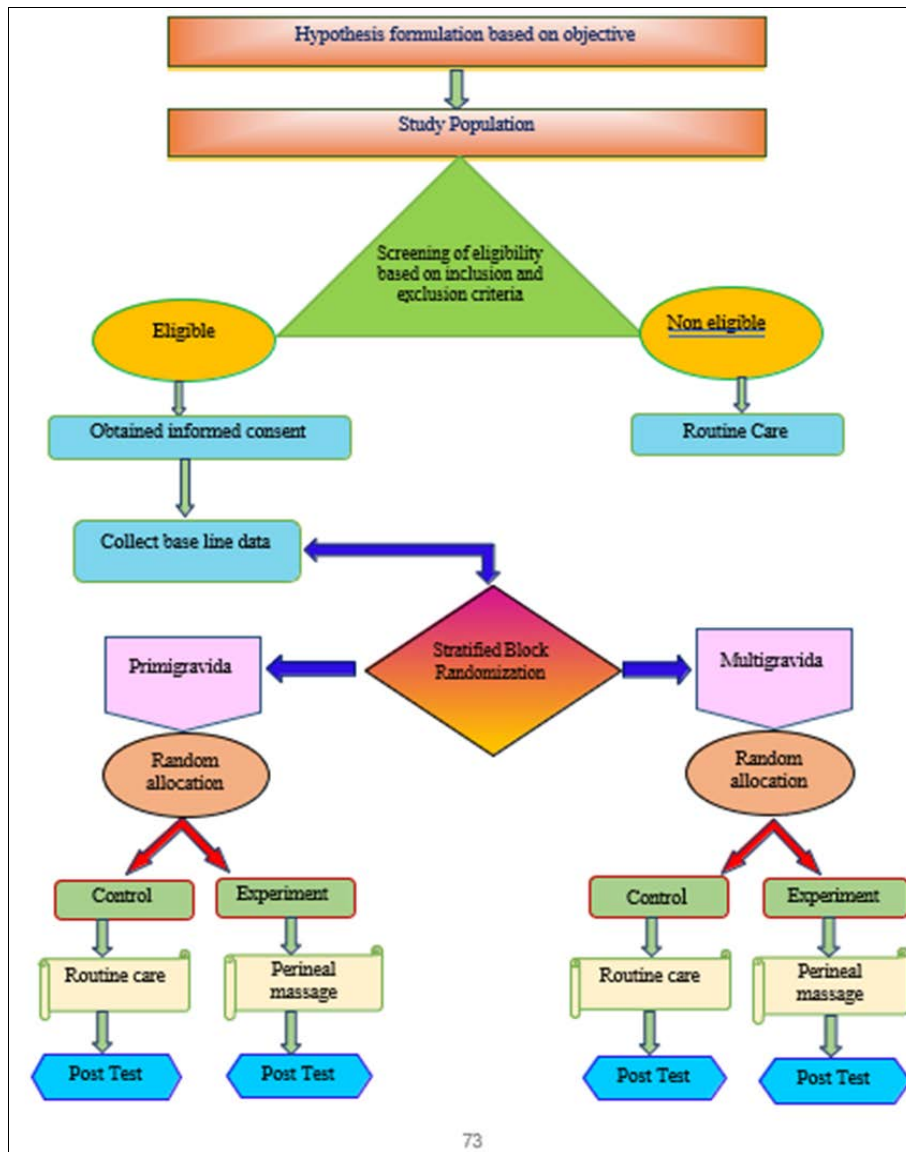 Hypothesis formulation based on objective
Study Population
Screening of eligibility
based on inclusion and
exclusion criteria
Eligible
Non eligible
Obtained informed consent
Routine Care
Collect base line data
Stratified Block
Randomization
Primigravida
Multigravida
Random
allocation
Random
allocation
Control
Experiment
Control
Experiment
Routine care
Perineal
massage
Routine care
Perineal
massage
Post Test
Post Test
Post Test
Post Test
73